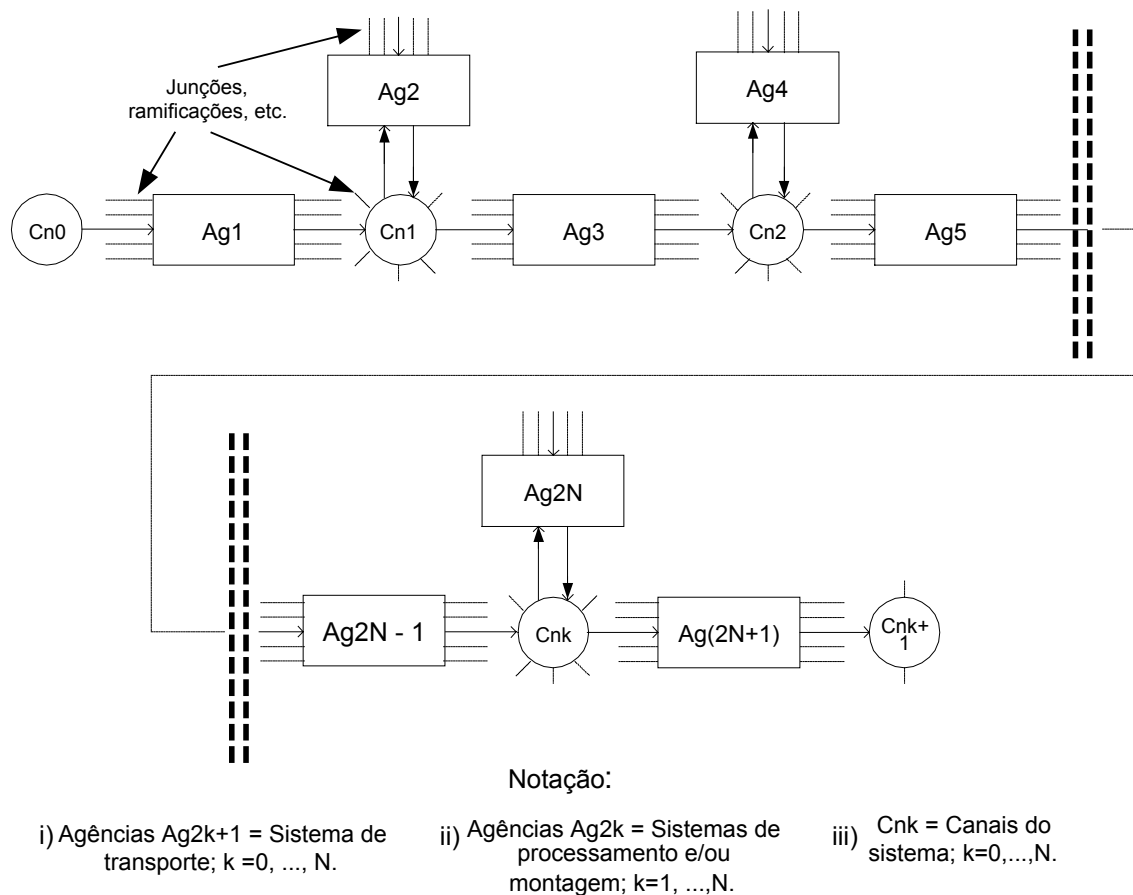 Junções,
ramificações, etc.
Ag2
Ag4
Cn0
Ag1
Cn1
Ag3
Cn2
Ag5
Ag2N
Ag2N - 1
Cnk
Ag(2N+1)
Cnk+
1
Notação:
i) Agências Ag2k+1 = Sistema de
transporte; k =0, ..., N.
ii) Agências Ag2k = Sistemas de
processamento e/ou
montagem; k=1, ...,N.
iii) Cnk = Canais do
sistema; k=0,...,N.